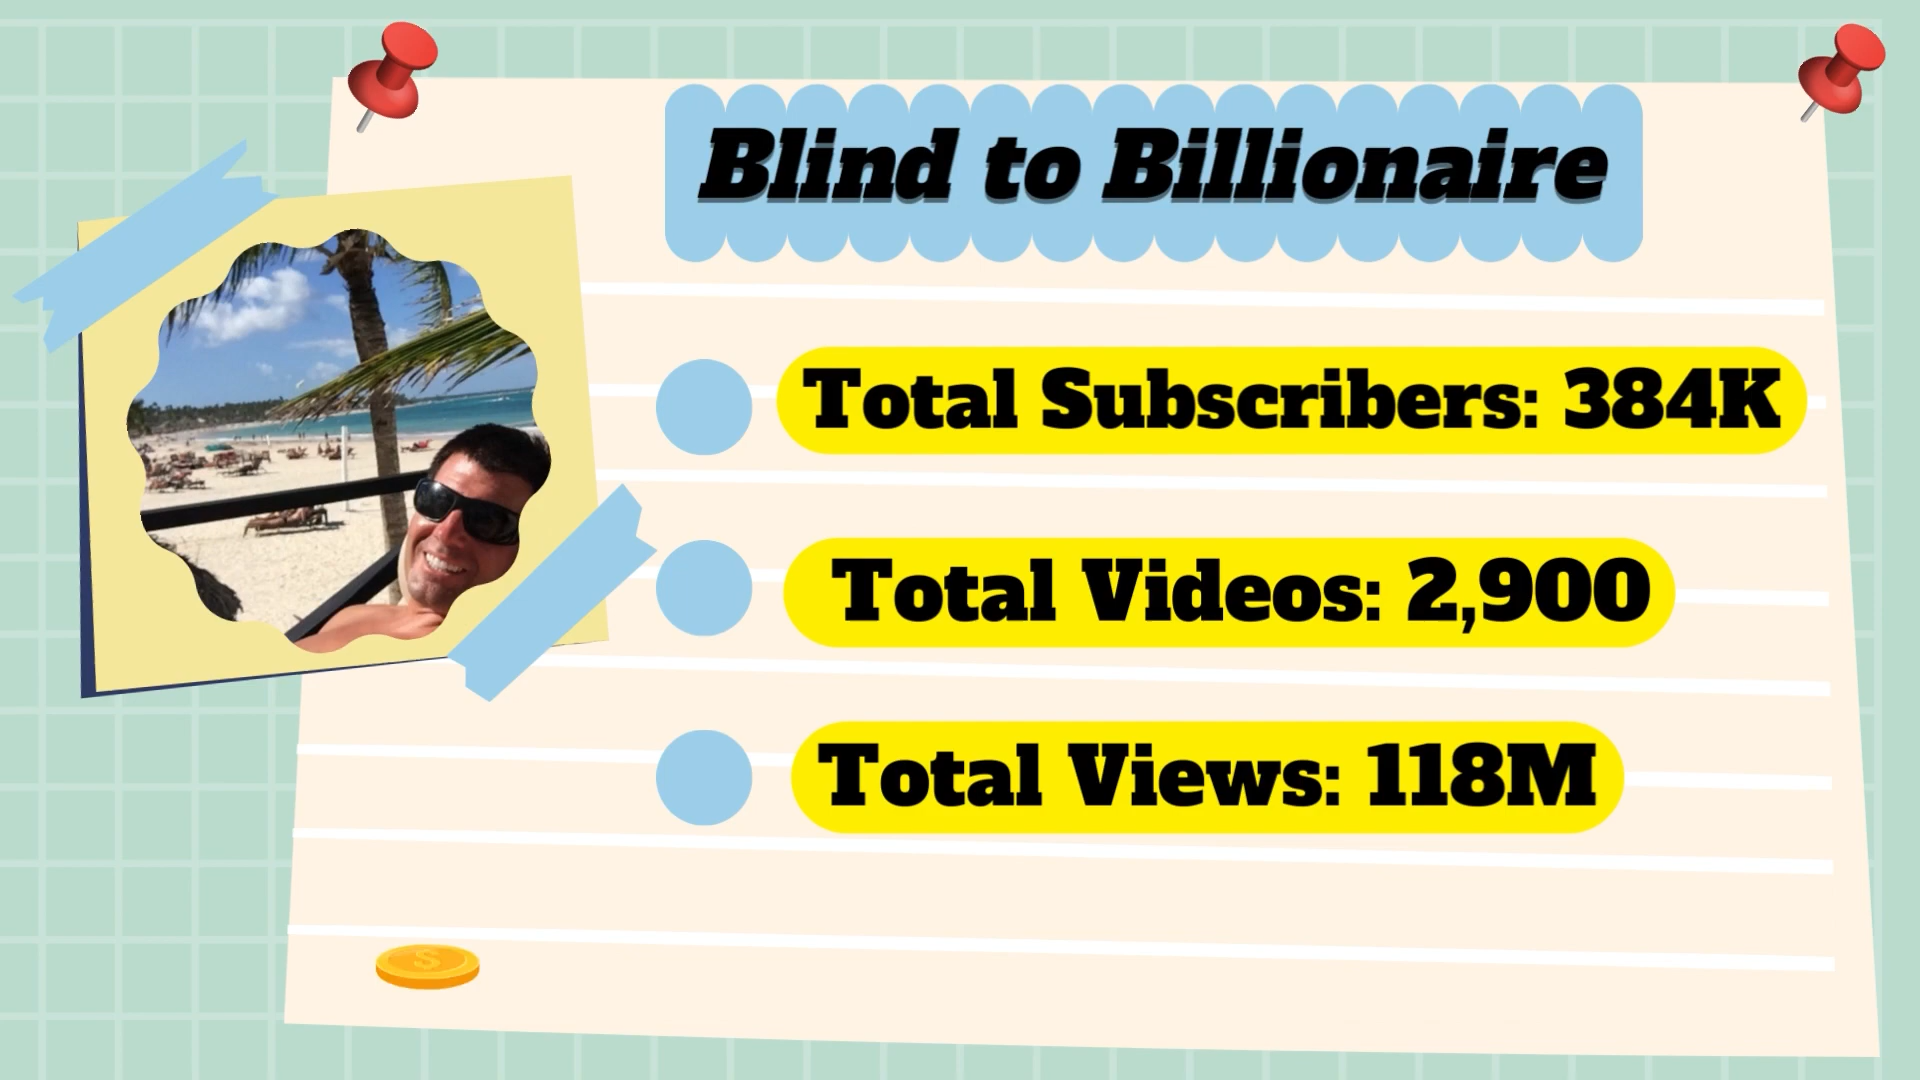 Blind to Billionaire
Total Subscribers: 384K
Total Videos: 2,900
Total Views: 118M
$